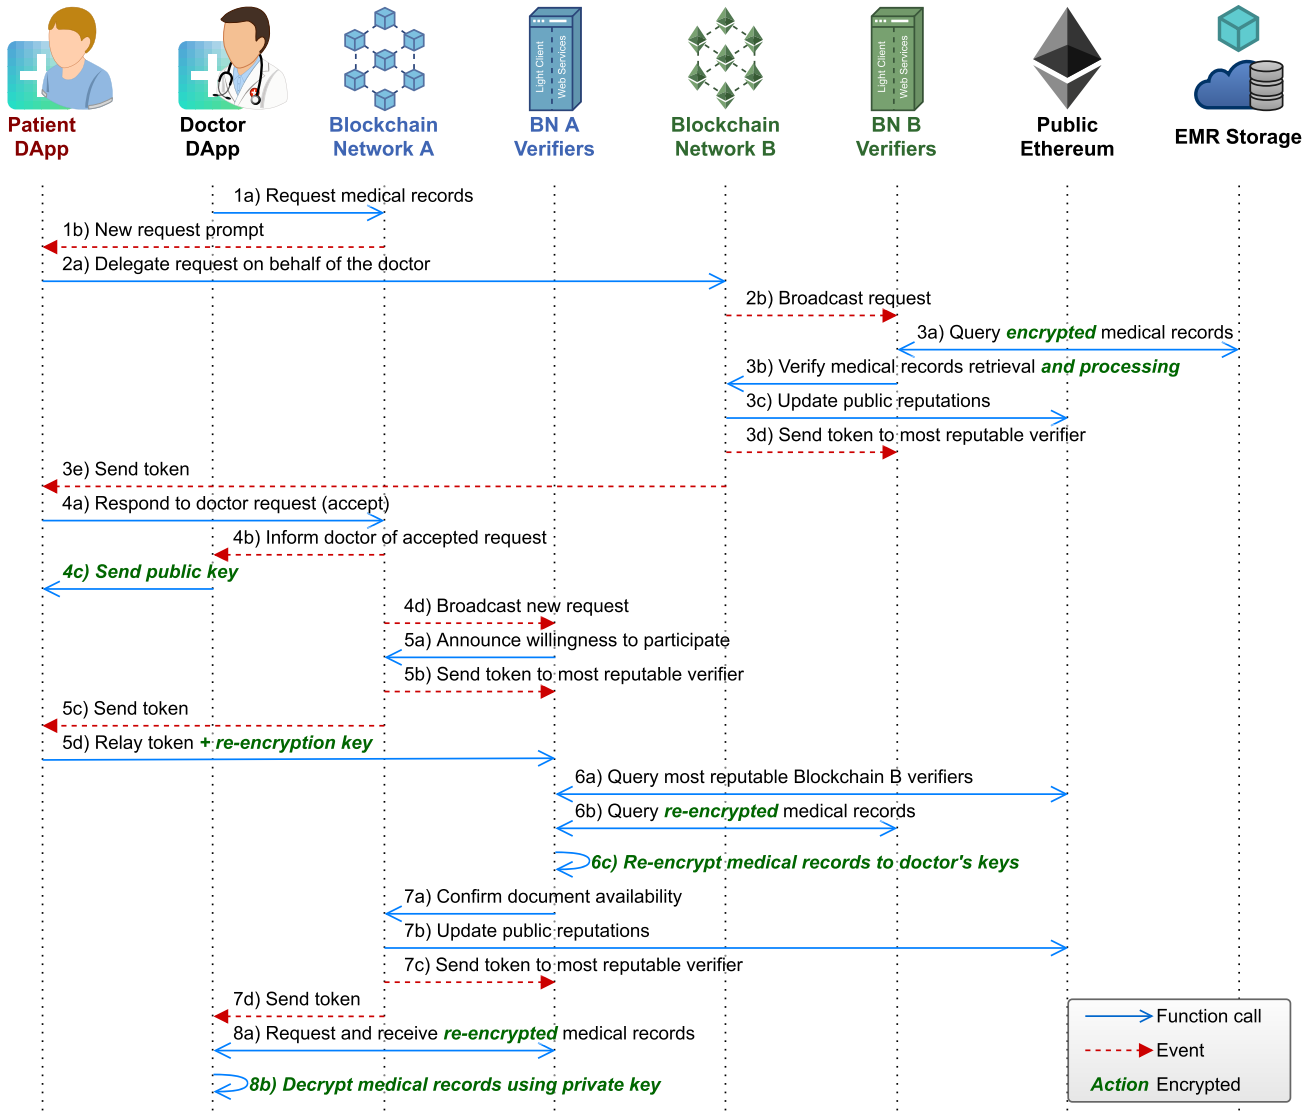 Light Client
Web Services
Light Client
Web Services
Patient
DApp
Doctor
DApp
Blockchain
Network A
BN A
Verifiers
Blockchain
Network B
BN B
Verifiers
Public
Ethereum
EMR Storage
1a) Request medical records
1b) New request prompt
2a) Delegate request on behalf of the doctor
2b) Broadcast request
3a) Query encrypted medical records
3b) Verify medical records retrieval and processing
3c) Update public reputations
3d) Send token to most reputable verifier
3e) Send token
4a) Respond to doctor request (accept)
4b) Inform doctor of accepted request
4c) Send public key
4d) Broadcast new request
5a) Announce willingness to participate
5b) Send token to most reputable verifier
5c) Send token
5d) Relay token + re-encryption key
6a) Query most reputable Blockchain B verifiers
6b) Query re-encrypted medical records
6c) Re-encrypt medical records to doctor's keys
7a) Confirm document availability
7b) Update public reputations
7c) Send token to most reputable verifier
7d) Send token
8a) Request and receive re-encrypted medical records
8b) Decrypt medical records using private key
Function call
Event
Action Encrypted